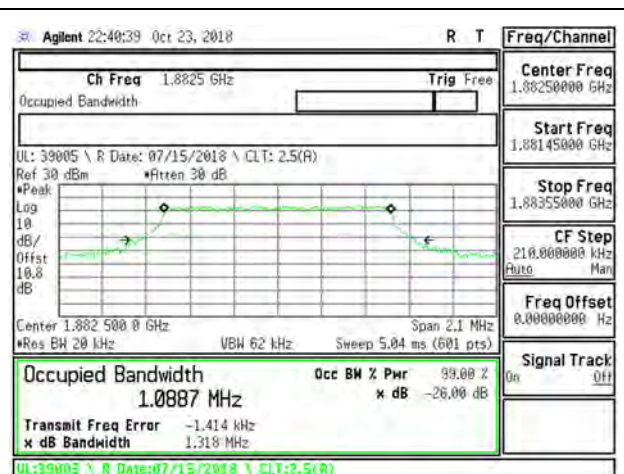 Agilent 22:40:39 Oct 23, 2018 R T
Freq/Channel
Ch Freq 1.8825 GHz Trig Free
Occupied Bandwidth
Center Freq
1.88250000 GHz
Start Freq
1.88145000 GHz
Stop Freq
1.88355000 GHz
CF Step
210.000000 kHz
Auto Man
Freq Offset
0.00000000 Hz
Signal Track
On Off
UL: 39005 \ R Date: 07/15/2018 \ CLT: 2.5(A)
Ref 30 dBm #Atten 30 dB
#Peak
Log
10
dB/
Offst
10.8
dB
Center 1.882 500 0 GHz Span 2.1 MHz
#Res BW 20 kHz VBW 62 kHz Sweep 5.04 ms (601 pts)
Occupied Bandwidth Occ BW % Pwr 99.00 %
1.0887 MHz x dB -26.00 dB
Transmit Freq Error -1.414 kHz
x dB Bandwidth 1.318 MHz
UL:39005 \ R Date:07/15/2018 \ CLT:2.5(R)